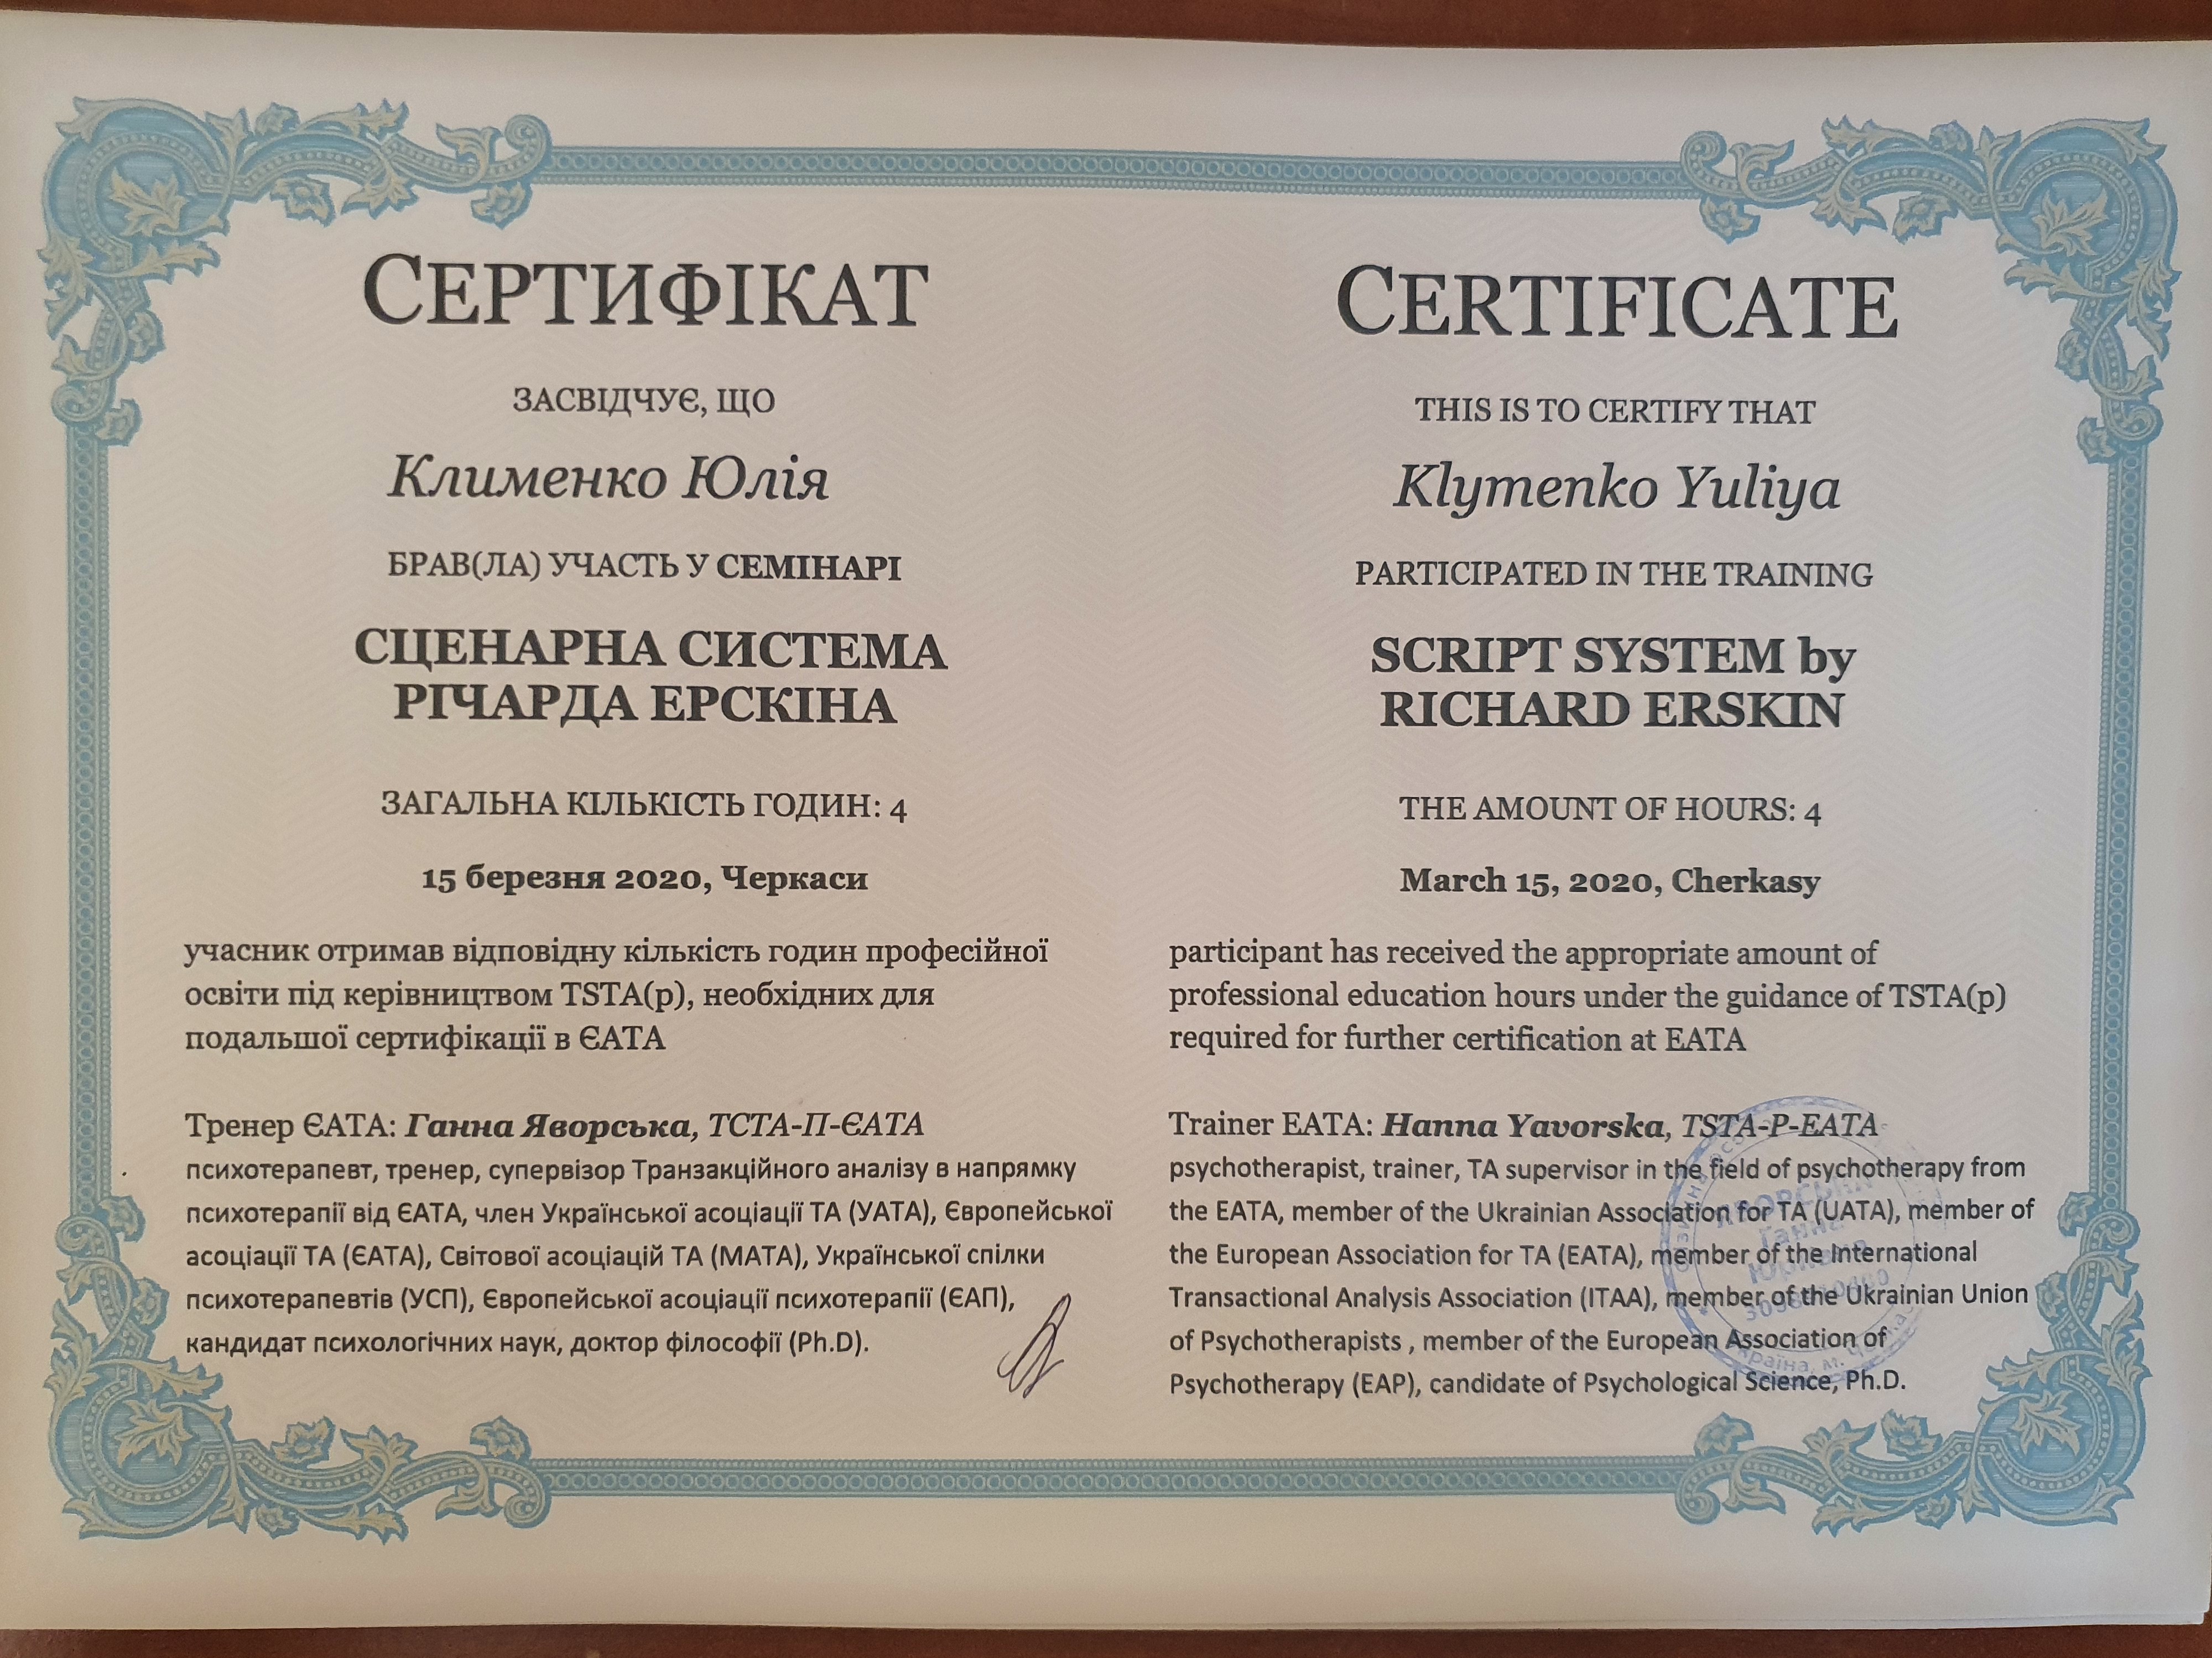 СЕРТИФІКАТ
ЗАСВІДЧУЄ, ЩО
Клименко Юлія
БРАВ(ЛА) УЧАСТЬ У СЕМІНАРІ
СЦЕНАРНА СИСТЕМА
РІЧАРДА ЕРСКІНА
ЗАГАЛЬНА КІЛЬКІСТЬ ГОДИН: 4
15 березня 2020, Черкаси
учасник отримав відповідну кількість годин професійної
освіти під керівництвом TSTA(p), необхідних для
подальшої сертифікації в ЄАТА
Тренер ЄАТА: Ганна Яворська, ТСТА-П-ЄАТА
психотерапевт, тренер, супервізор Транзакційного аналізу в напрямку
психотерапії від ЄАТА, член Української асоціації ТА (УАТА), Європейської
асоціації ТА (ЄАТА), Світової асоціацій ТА (МАТА), Української спілки
психотерапевтів (УСП), Європейської асоціації психотерапії (ЄАП),
кандидат психологічних наук, доктор філософії (Ph.D).
CERTIFICATE
THIS IS TO CERTIFY THAT
Klymenko Yuliya
PARTICIPATED IN THE TRAINING
SCRIPT SYSTEM by
RICHARD ERSKIN
THE AMOUNT OF HOURS: 4
March 15, 2020, Cherkasy
participant has received the appropriate amount of
professional education hours under the guidance of TSTA(p)
required for further certification at EATA
Trainer EATA: Hanna Yavorska, TSTA-P-EATA
psychotherapist, trainer, TA supervisor in the field of psychotherapy from
the EATA, member of the Ukrainian Association for TA (UATA), member of
the European Association for TA (EATA), member of the International
Transactional Analysis Association (ITAA), member of the Ukrainian Union
of Psychotherapists , member of the European Association of
Psychotherapy (EAP), candidate of Psychological Science, Ph.D.
Ганна